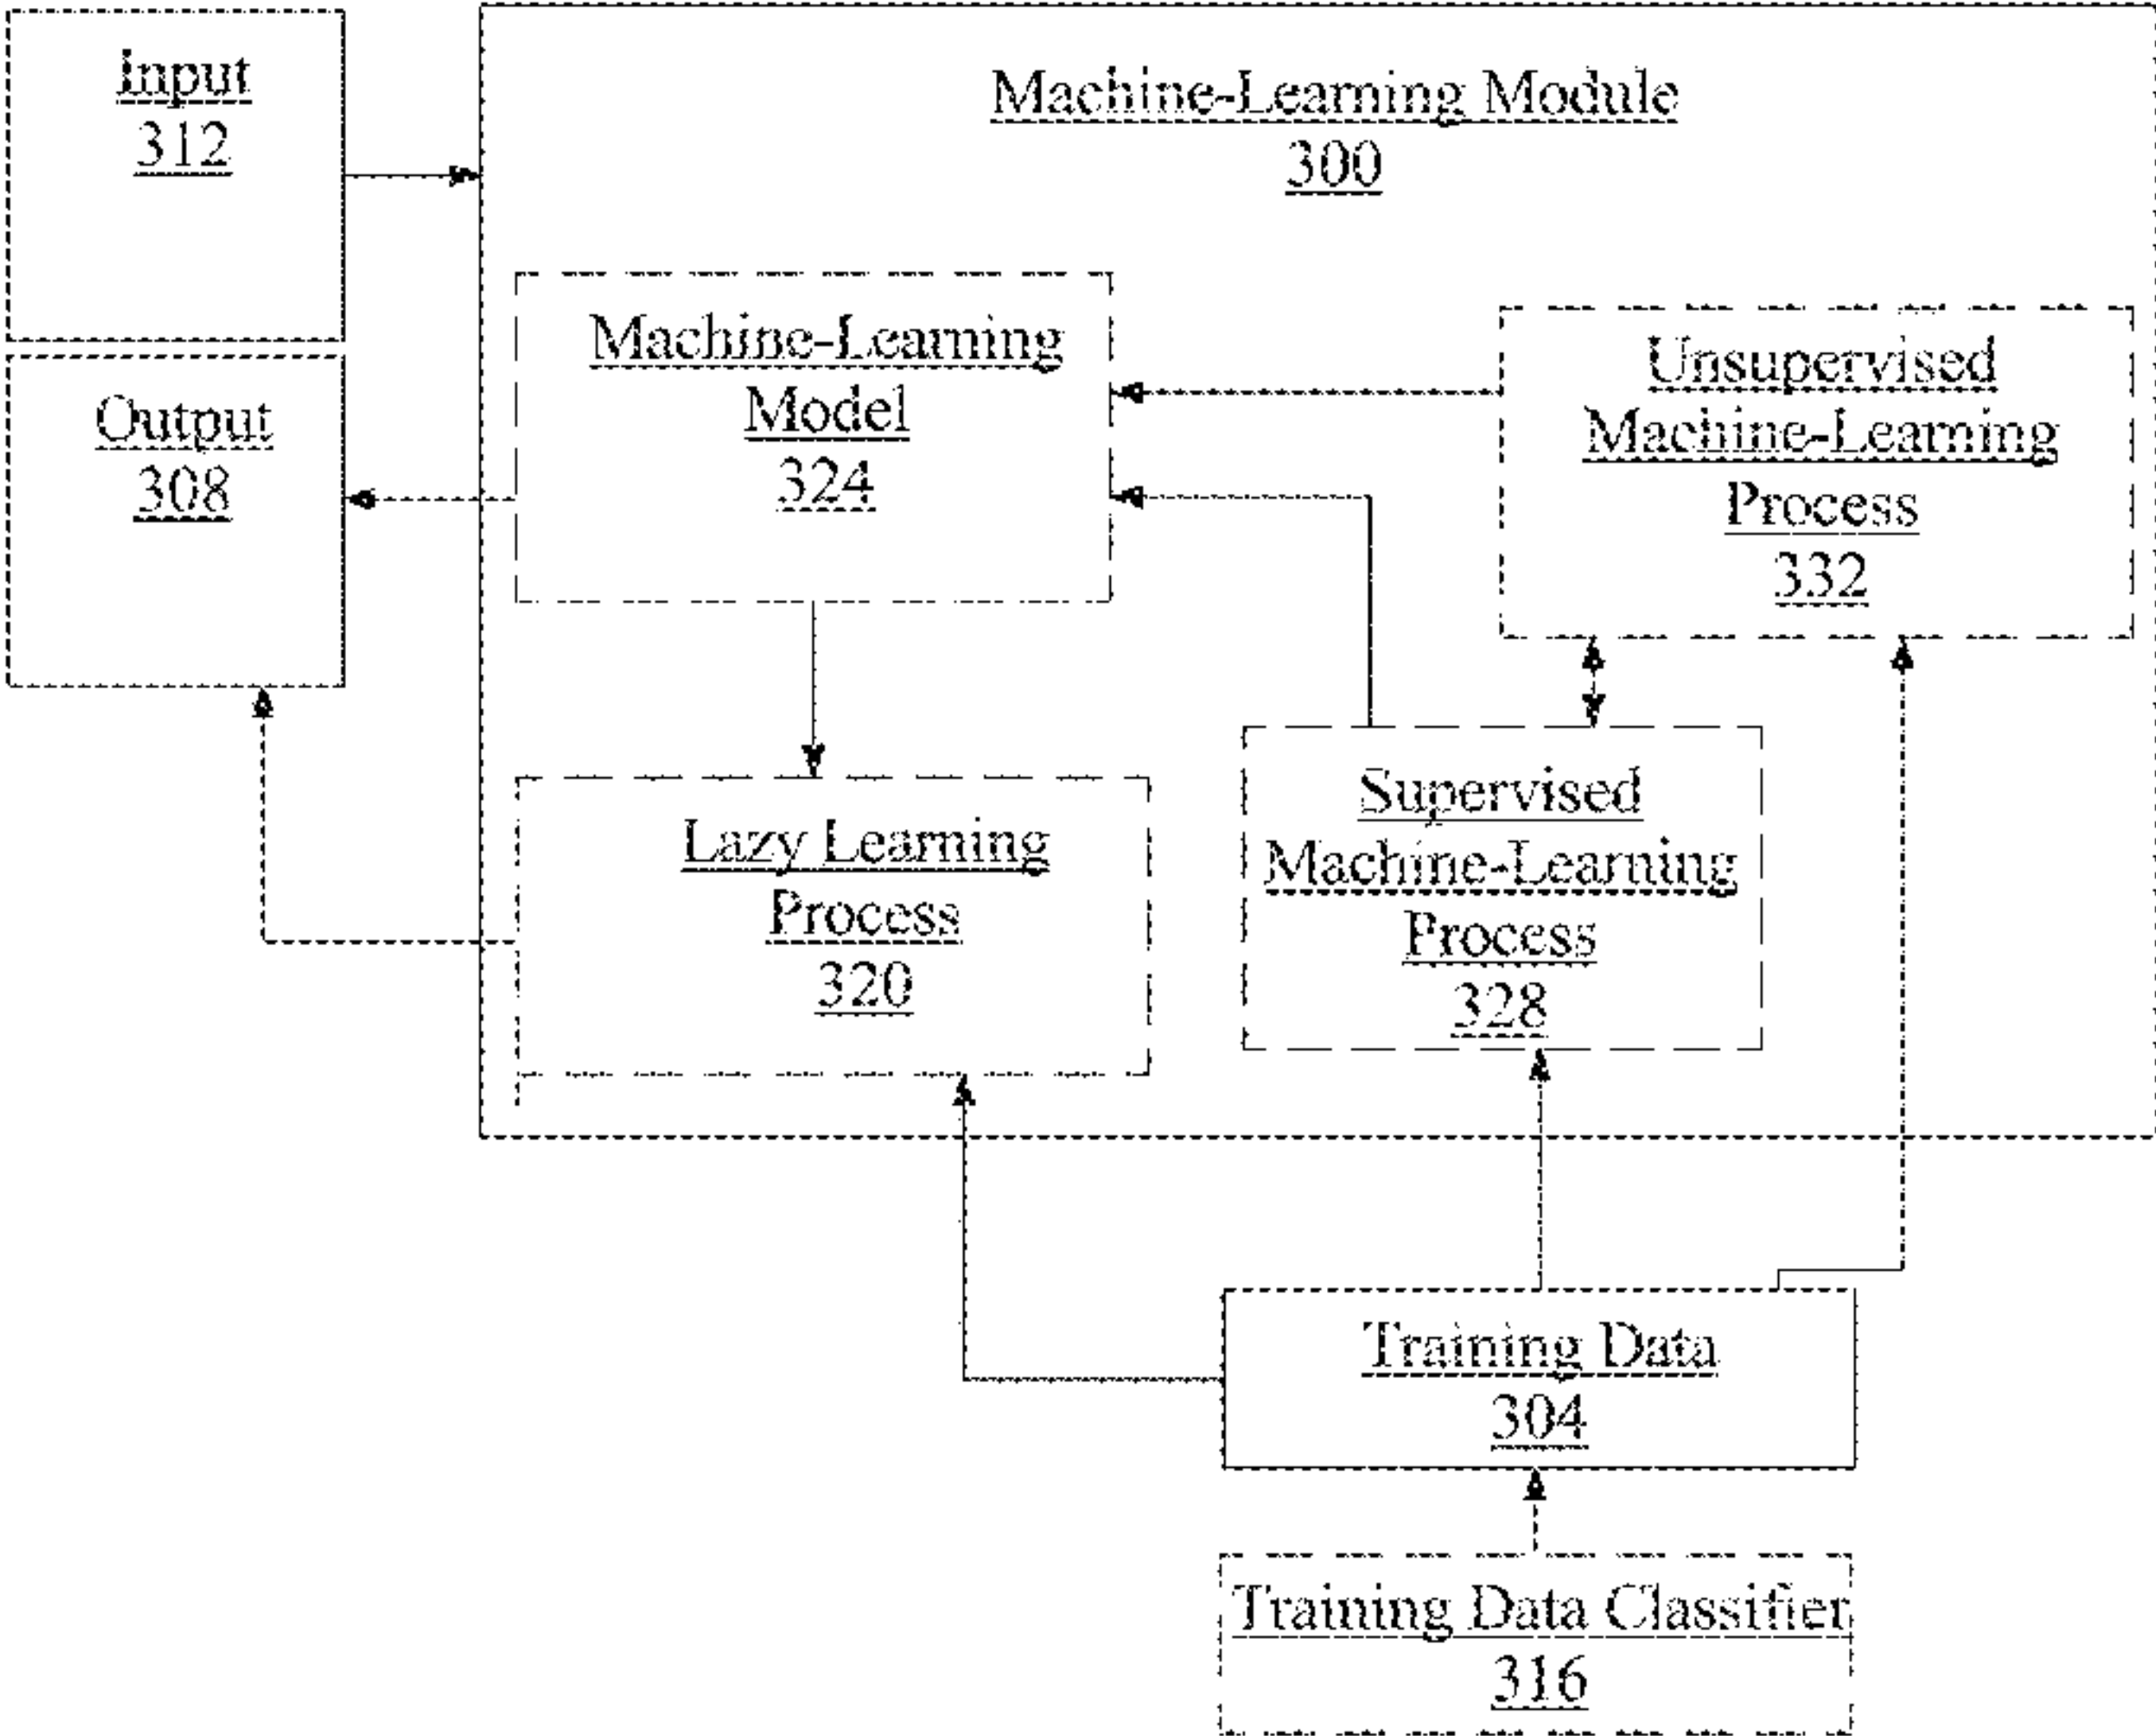 Input
312
Machine-Learning Module
300
Output
308
Machine-Learning
Model
324
Unsupervised
Machine-Learning
Process
332
Lazy Learning
Process
320
Supervised
Machine-Learning
Process
328
Training Data
304
Training Data Classifier
316